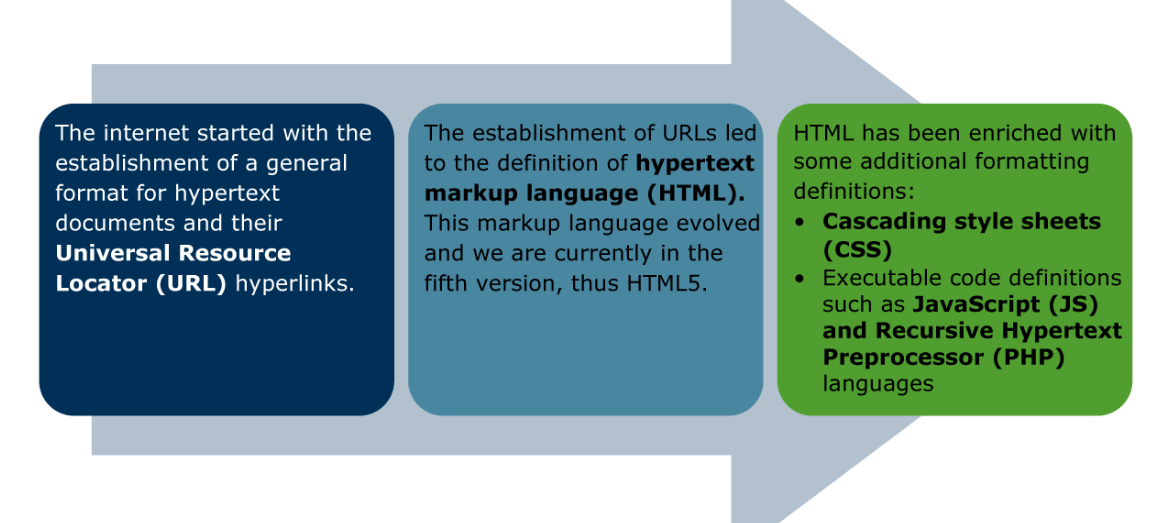 The internet started with the
establishment of a general
format for hypertext
documents and their
Universal Resource
Locator (URL) hyperlinks.
The establishment of URLs led
to the definition of hypertext
markup language (HTML).
This markup language evolved
and we are currently in the
fifth version, thus HTML5.
HTML has been enriched with
some additional formatting
definitions:
• Cascading style sheets
(CSS)
• Executable code definitions
such as JavaScript (JS)
and Recursive Hypertext
Preprocessor (PHP)
languages